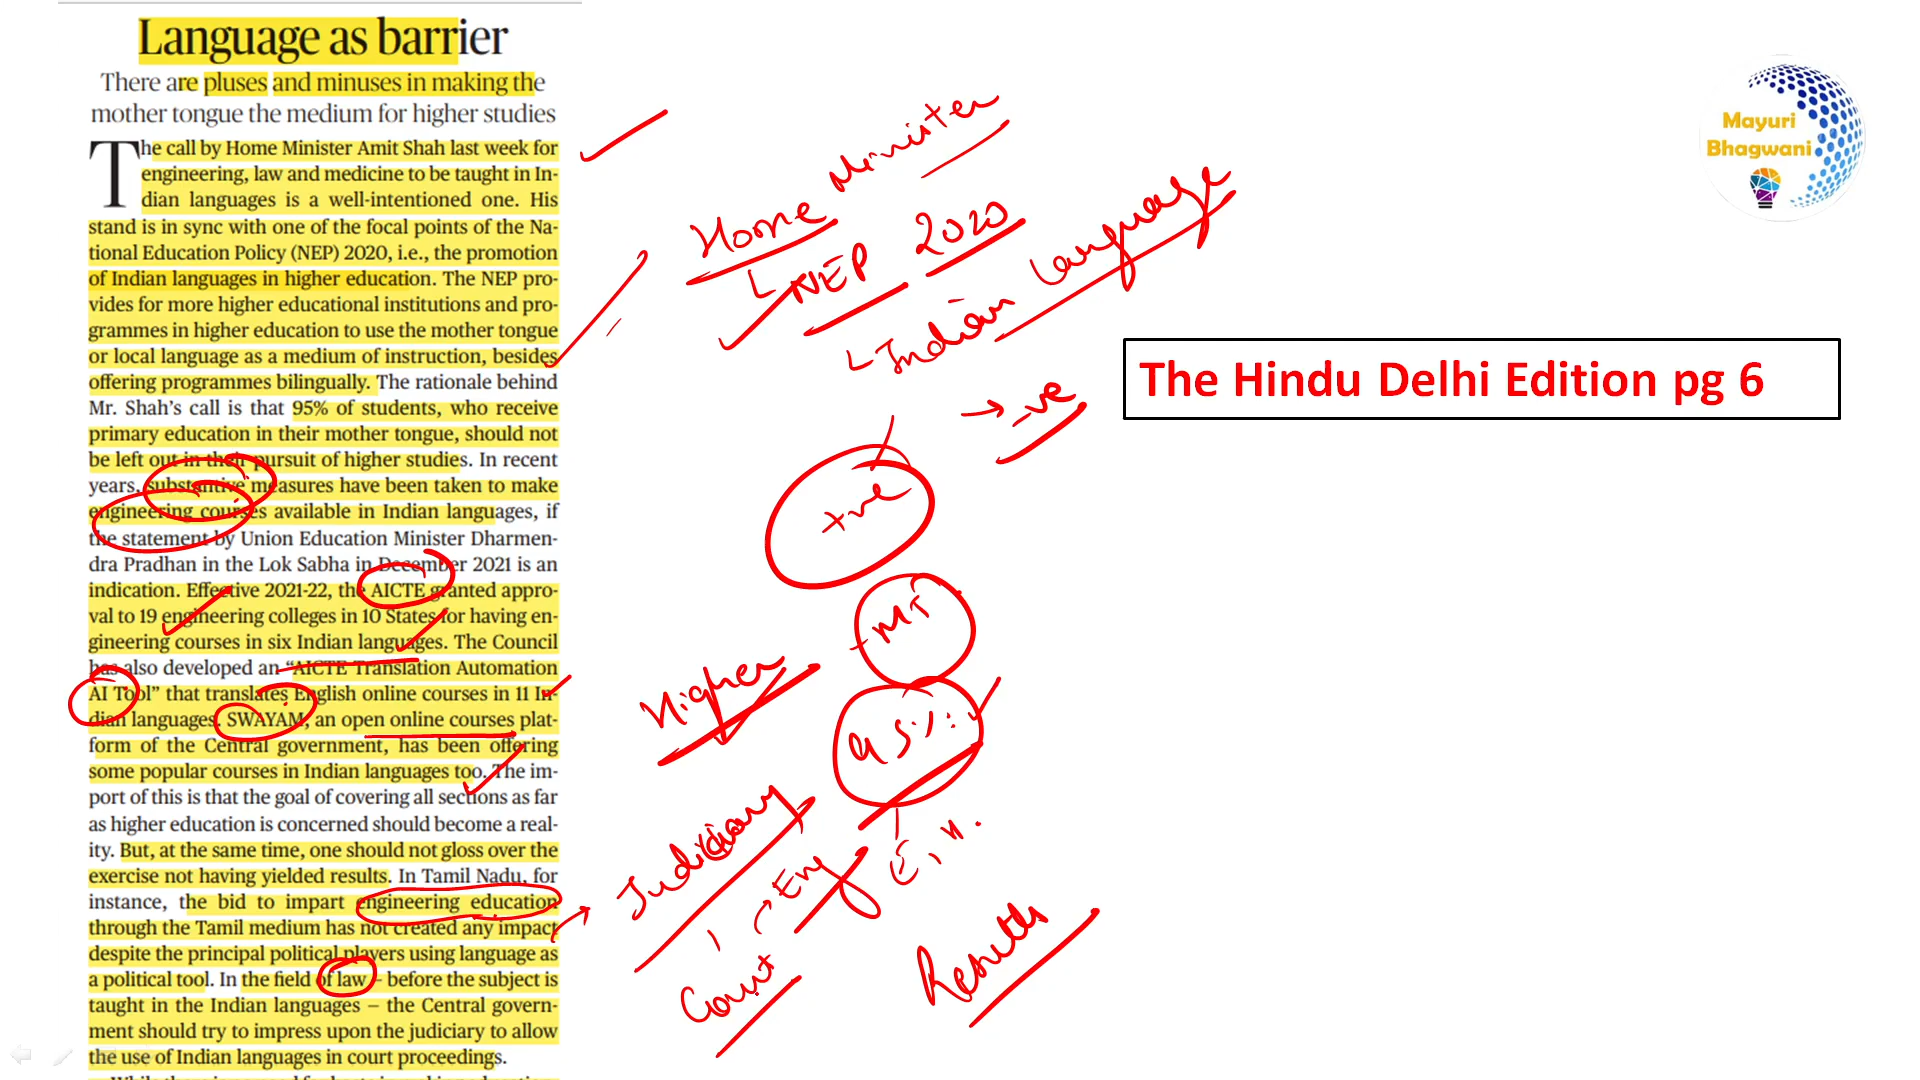 Language as barrier
There are pluses and minuses in making the
mother tongue the medium for higher studies
The call by Home Minister Amit Shah last week for
engineering, law and medicine to be taught in In-
dian languages is a well-intentioned one. His
stand is in sync with one of the focal points of the Na-
tional Education Policy (NEP) 2020, i.e., the promotion
of Indian languages in higher education. The NEP pro-
vides for more higher educational institutions and pro-
grammes in higher education to use the mother tongue
or local language as a medium of instruction, besides
offering programmes bilingually. The rationale behind
Mr. Shah's call is that 95% of students, who receive
primary education in their mother tongue, should not
be left out in their pursuit of higher studies. In recent
years, substantive measures have been taken to make
engineering courses available in Indian languages, if
the statement by Union Education Minister Dharmen-
dra Pradhan in the Lok Sabha in December 2021 is an
indication. Effective 2021-22, the AICTE granted appro-
val to 19 engineering colleges in 10 States for having en-
gineering courses in six Indian languages. The Council
has also developed an “AICTE Translation Automation
AI Tool” that translates English online courses in 11 In-
dian languages. SWAYAM, an open online courses plat-
form of the Central government, has been offering
some popular courses in Indian languages too. The im-
port of this is that the goal of covering all sections as far
as higher education is concerned should become a real-
ity. But, at the same time, one should not gloss over the
exercise not having yielded results. In Tamil Nadu, for
instance, the bid to impart engineering education
through the Tamil medium has not created any impact
despite the principal political players using language as
a political tool. In the field of law – before the subject is
taught in the Indian languages – the Central govern-
ment should try to impress upon the judiciary to allow
the use of Indian languages in court proceedings.
Home Minister
NEP 2020
Indian Language
-ve
+ve
MT
95%
Higher
Judiciary
Eng
Court
Results
Mayuri
Bhagwani
The Hindu Delhi Edition pg 6